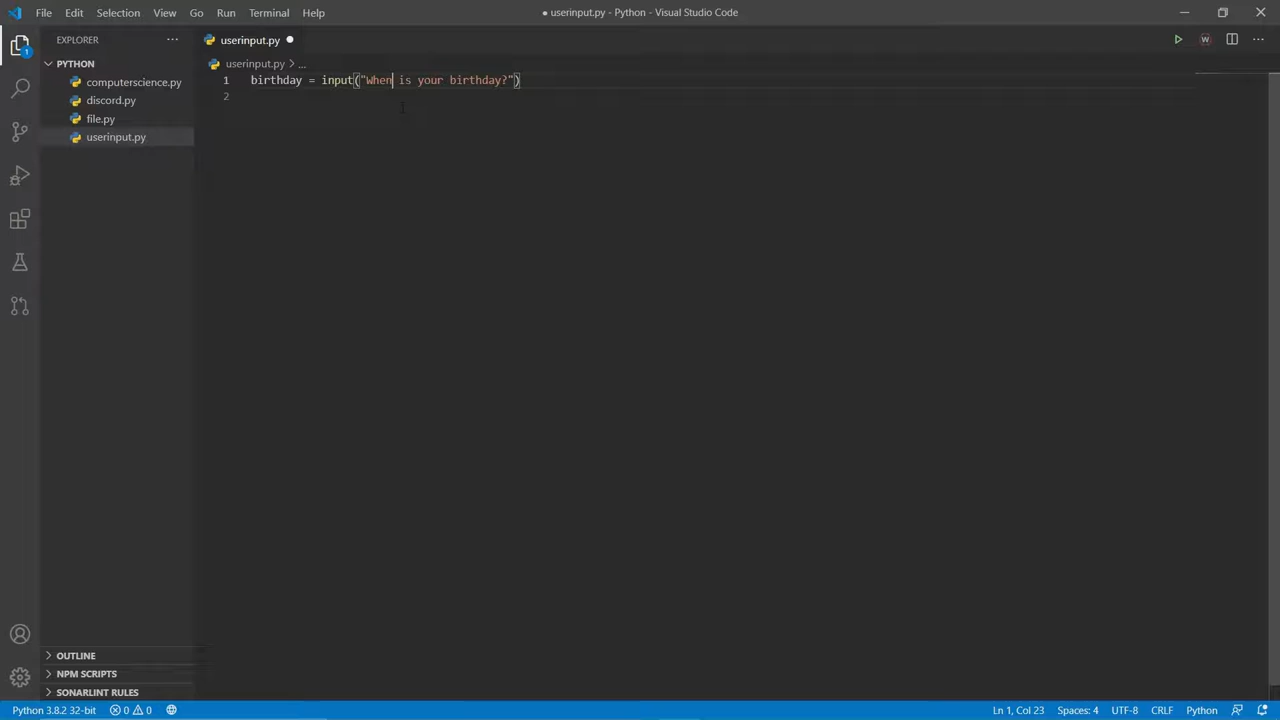 File Edit Selection View Go Run Terminal Help
● userinput.py - Python - Visual Studio Code
EXPLORER
userinput.py
PYTHON
userinput.py > ...
computerscience.py
discord.py
file.py
userinput.py
1 birthday = input("When is your birthday?")
2
1
W
OUTLINE
NPM SCRIPTS
SONARLINT RULES
Python 3.8.2 32-bit 0 0 Ln 1, Col 23 Spaces: 4 UTF-8 CRLF Python